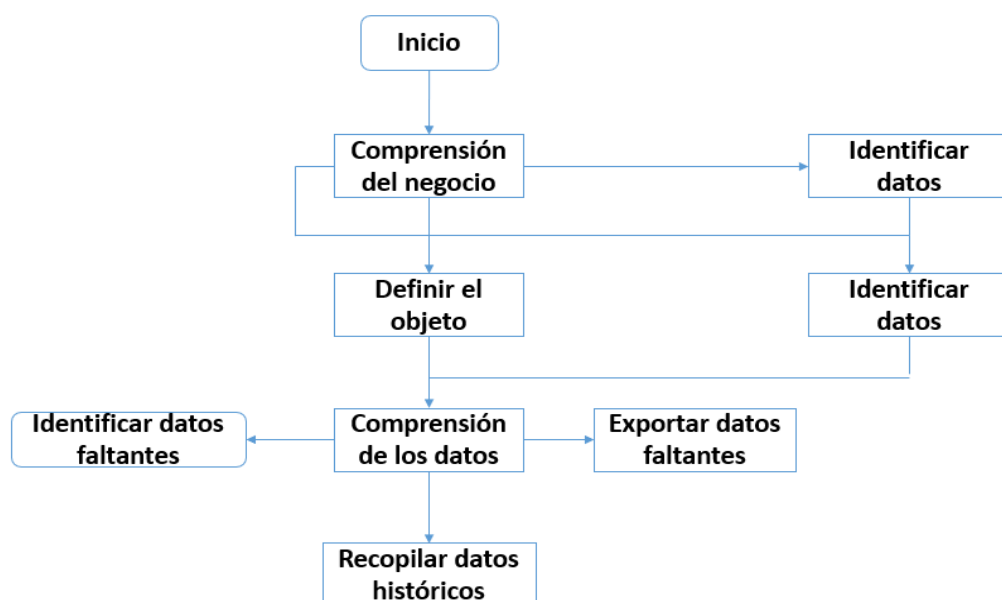 Inicio
Comprensión
del negocio
Identificar
datos
Definir el
objeto
Identificar
datos
Identificar datos
faltantes
Comprensión
de los datos
Exportar datos
faltantes
Recopilar datos
históricos